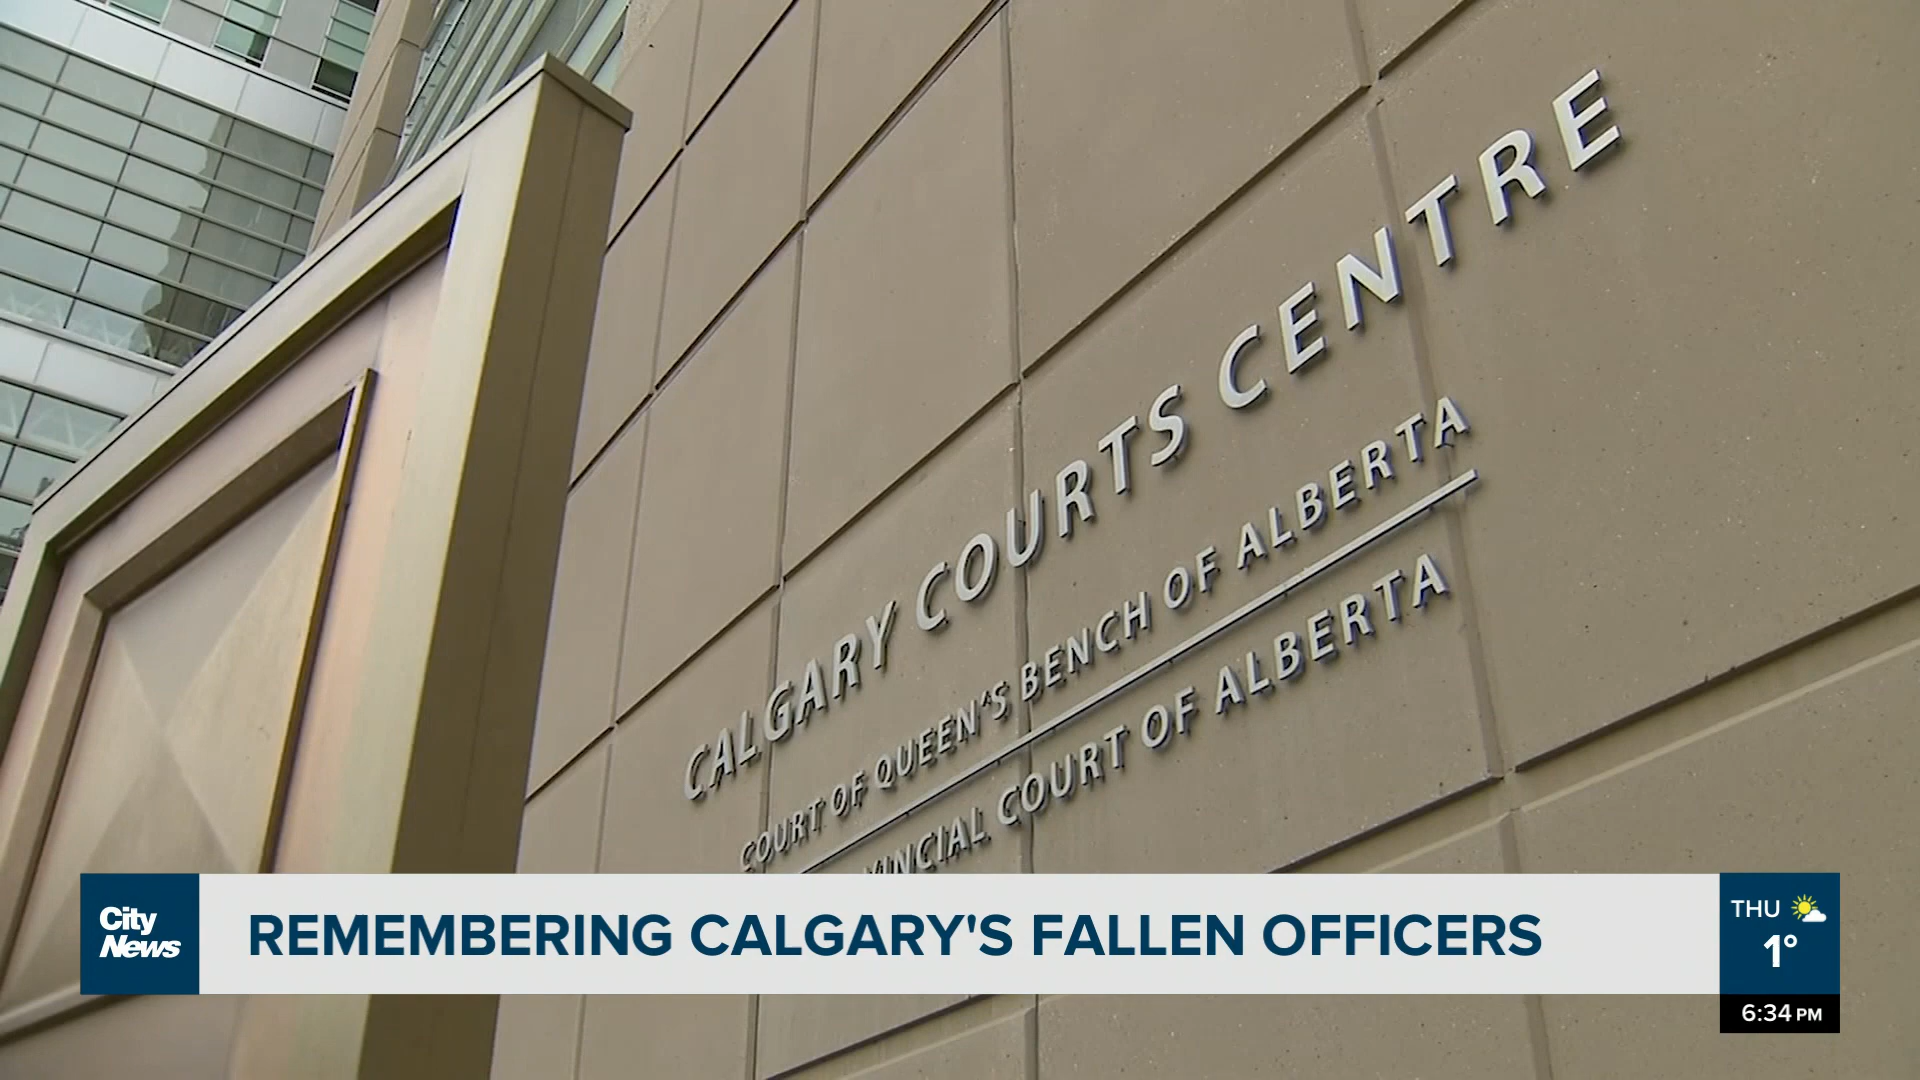 CALGARY COURTS CENTRE
COURT OF QUEEN'S BENCH OF ALBERTA
COURT OF ALBERTA
City
News
REMEMBERING CALGARY'S FALLEN OFFICERS
THU
1°
6:34 PM